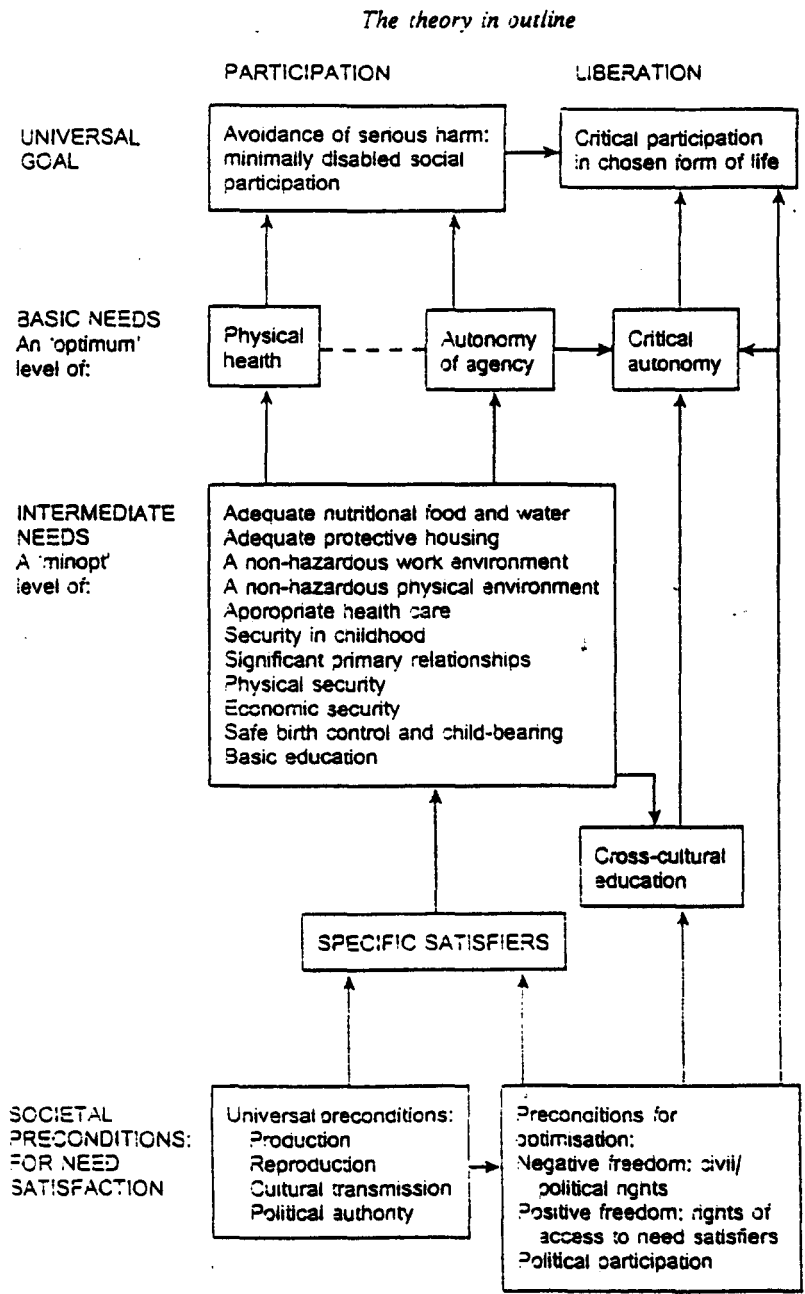 The theory in outline
PARTICIPATION
LIBERATION
UNIVERSAL
GOAL
Avoidance of serious harm:
minimally disabled social
participation
Critical participation
in chosen form of life
BASIC NEEDS
An 'optimum'
level of:
Physical
health
Autonomy
of agency
Critical
autonomy
INTERMEDIATE
NEEDS
A 'minopt'
level of:
Adequate nutritional food and water
Adequate protective housing
A non-hazardous work environment
A non-hazardous physical environment
Appropriate health care
Security in childhood
Significant primary relationships
Physical security
Economic security
Safe birth control and child-bearing
Basic education
Cross-cultural
education
SPECIFIC SATISFIERS
SOCIETAL
PRECONDITIONS:
FOR NEED
SATISFACTION
Universal preconditions:
Production
Reproduction
Cultural transmission
Political authority
Preconditions for
optimisation:
Negative freedom: civil/
political rights
Positive freedom: rights of
access to need satisfiers
Political participation